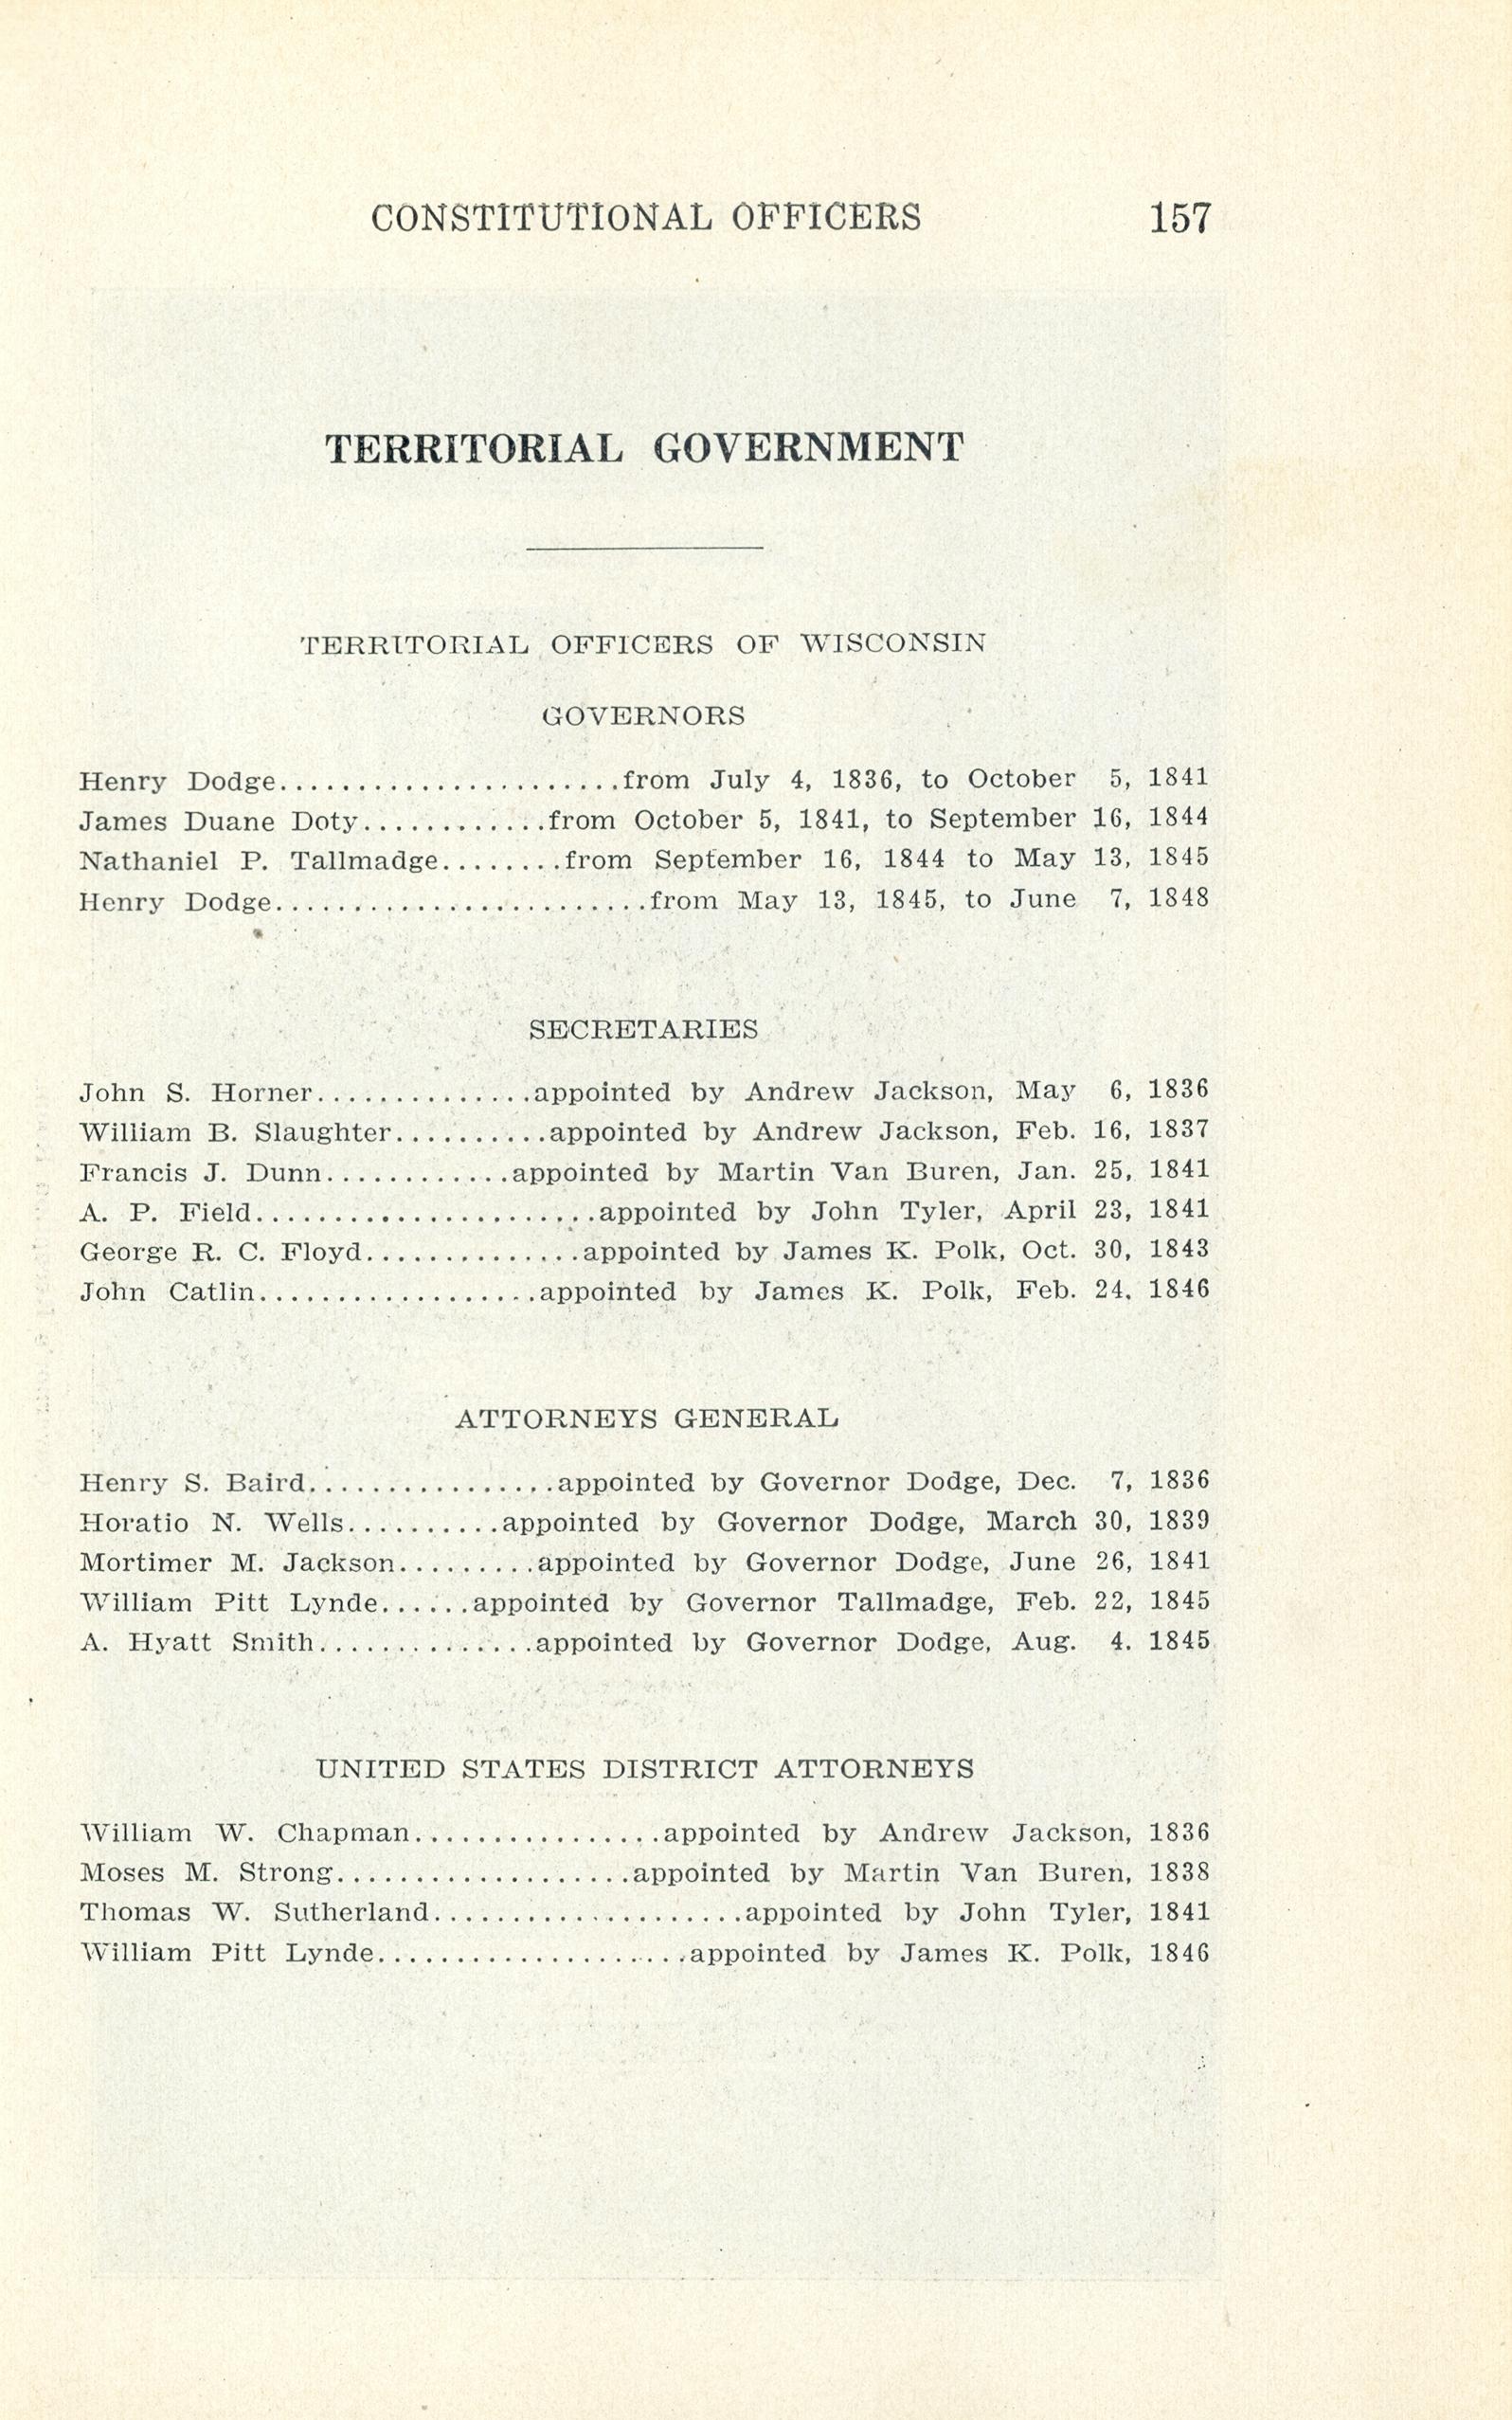 CONSTITUTIONAL OFFICERS 157
TERRITORIAL GOVERNMENT
TERRITORIAL OFFICERS OF WISCONSIN
GOVERNORS
Henry Dodge......................from July 4, 1836, to October 5, 1841
James Duane Doty............from October 5, 1841, to September 16, 1844
Nathaniel P. Tallmadge........from September 16, 1844 to May 13, 1845
Henry Dodge........................from May 13, 1845, to June 7, 1848
SECRETARIES
John S. Horner..............appointed by Andrew Jackson, May 6, 1836
William B. Slaughter..........appointed by Andrew Jackson, Feb. 16, 1837
Francis J. Dunn............appointed by Martin Van Buren, Jan. 25, 1841
A. P. Field......................appointed by John Tyler, April 23, 1841
George R. C. Floyd..............appointed by James K. Polk, Oct. 30, 1843
John Catlin..................appointed by James K. Polk, Feb. 24. 1846
ATTORNEYS GENERAL
Henry S. Baird................appointed by Governor Dodge, Dec. 7, 1836
Horatio N. Wells..........appointed by Governor Dodge, March 30, 1839
Mortimer M. Jackson.........appointed by Governor Dodge, June 26, 1841
William Pitt Lynde......appointed by Governor Tallmadge, Feb. 22, 1845
A. Hyatt Smith..............appointed by Governor Dodge, Aug. 4. 1845
UNITED STATES DISTRICT ATTORNEYS
William W. Chapman................appointed by Andrew Jackson, 1836
Moses M. Strong...................appointed by Martin Van Buren, 1838
Thomas W. Sutherland....................appointed by John Tyler, 1841
William Pitt Lynde....................appointed by James K. Polk, 1846